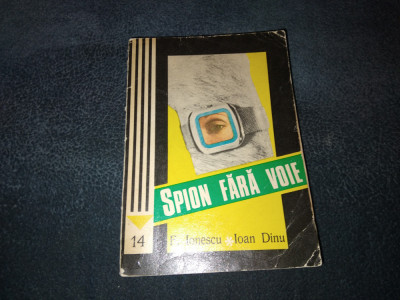 SPION FĂRĂ VOIE
14
Ionescu Ioan Dinu